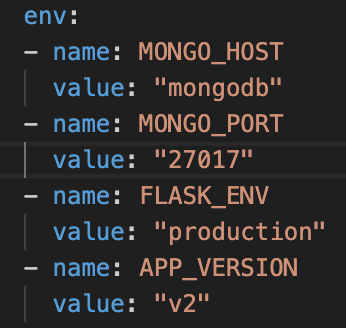 env:
- name: MONGO_HOST
  value: "mongodb"
- name: MONGO_PORT
  value: "27017"
- name: FLASK_ENV
  value: "production"
- name: APP_VERSION
  value: "v2"